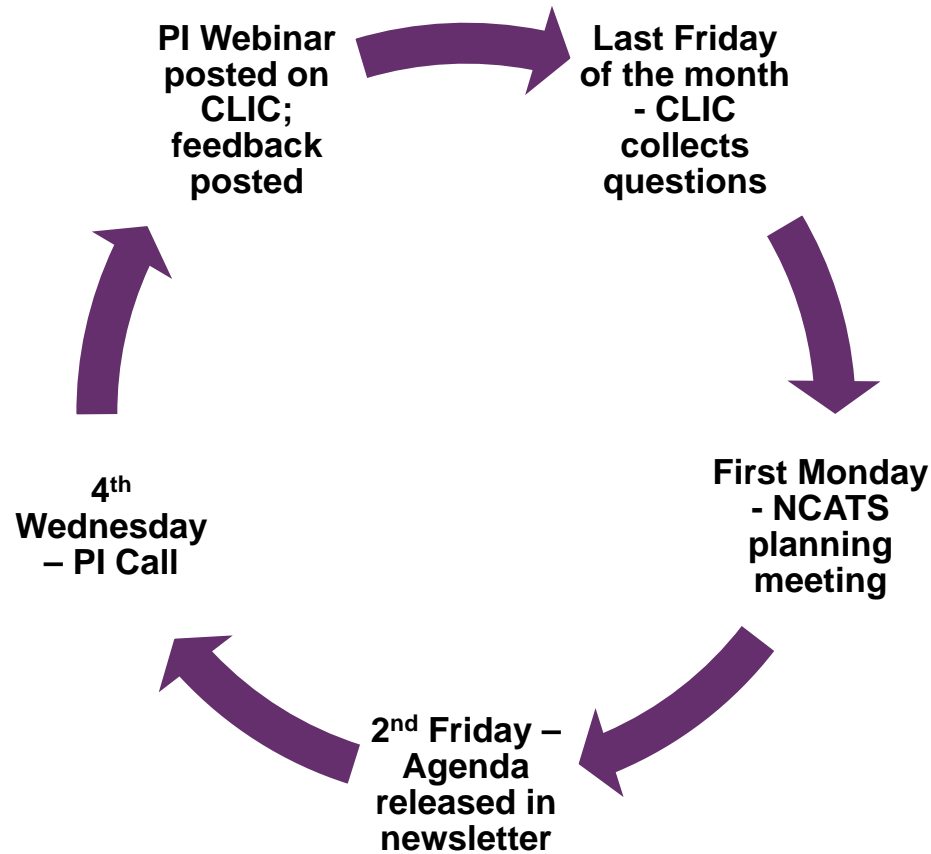 PI Webinar
posted on
CLIC;
feedback
posted
Last Friday
of the month
- CLIC
collects
questions
First Monday
- NCATS
planning
meeting
2nd Friday –
Agenda
released in
newsletter
4th
Wednesday
– PI Call